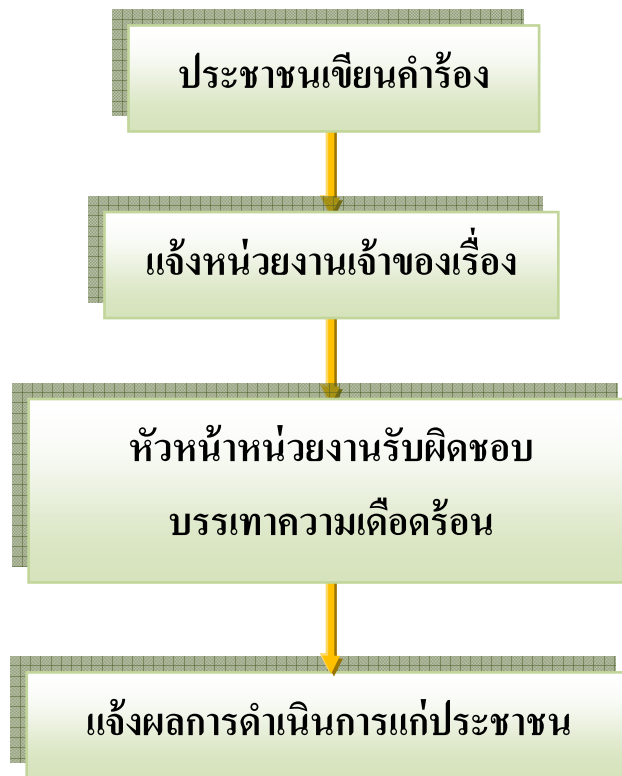 ประชาชนเขียนคำร้อง
แจ้งหน่วยงานเจ้าของเรื่อง
หัวหน้าหน่วยงานรับผิดชอบ
บรรเทาความเดือดร้อน
แจ้งผลการดำเนินการแก่ประชาชน